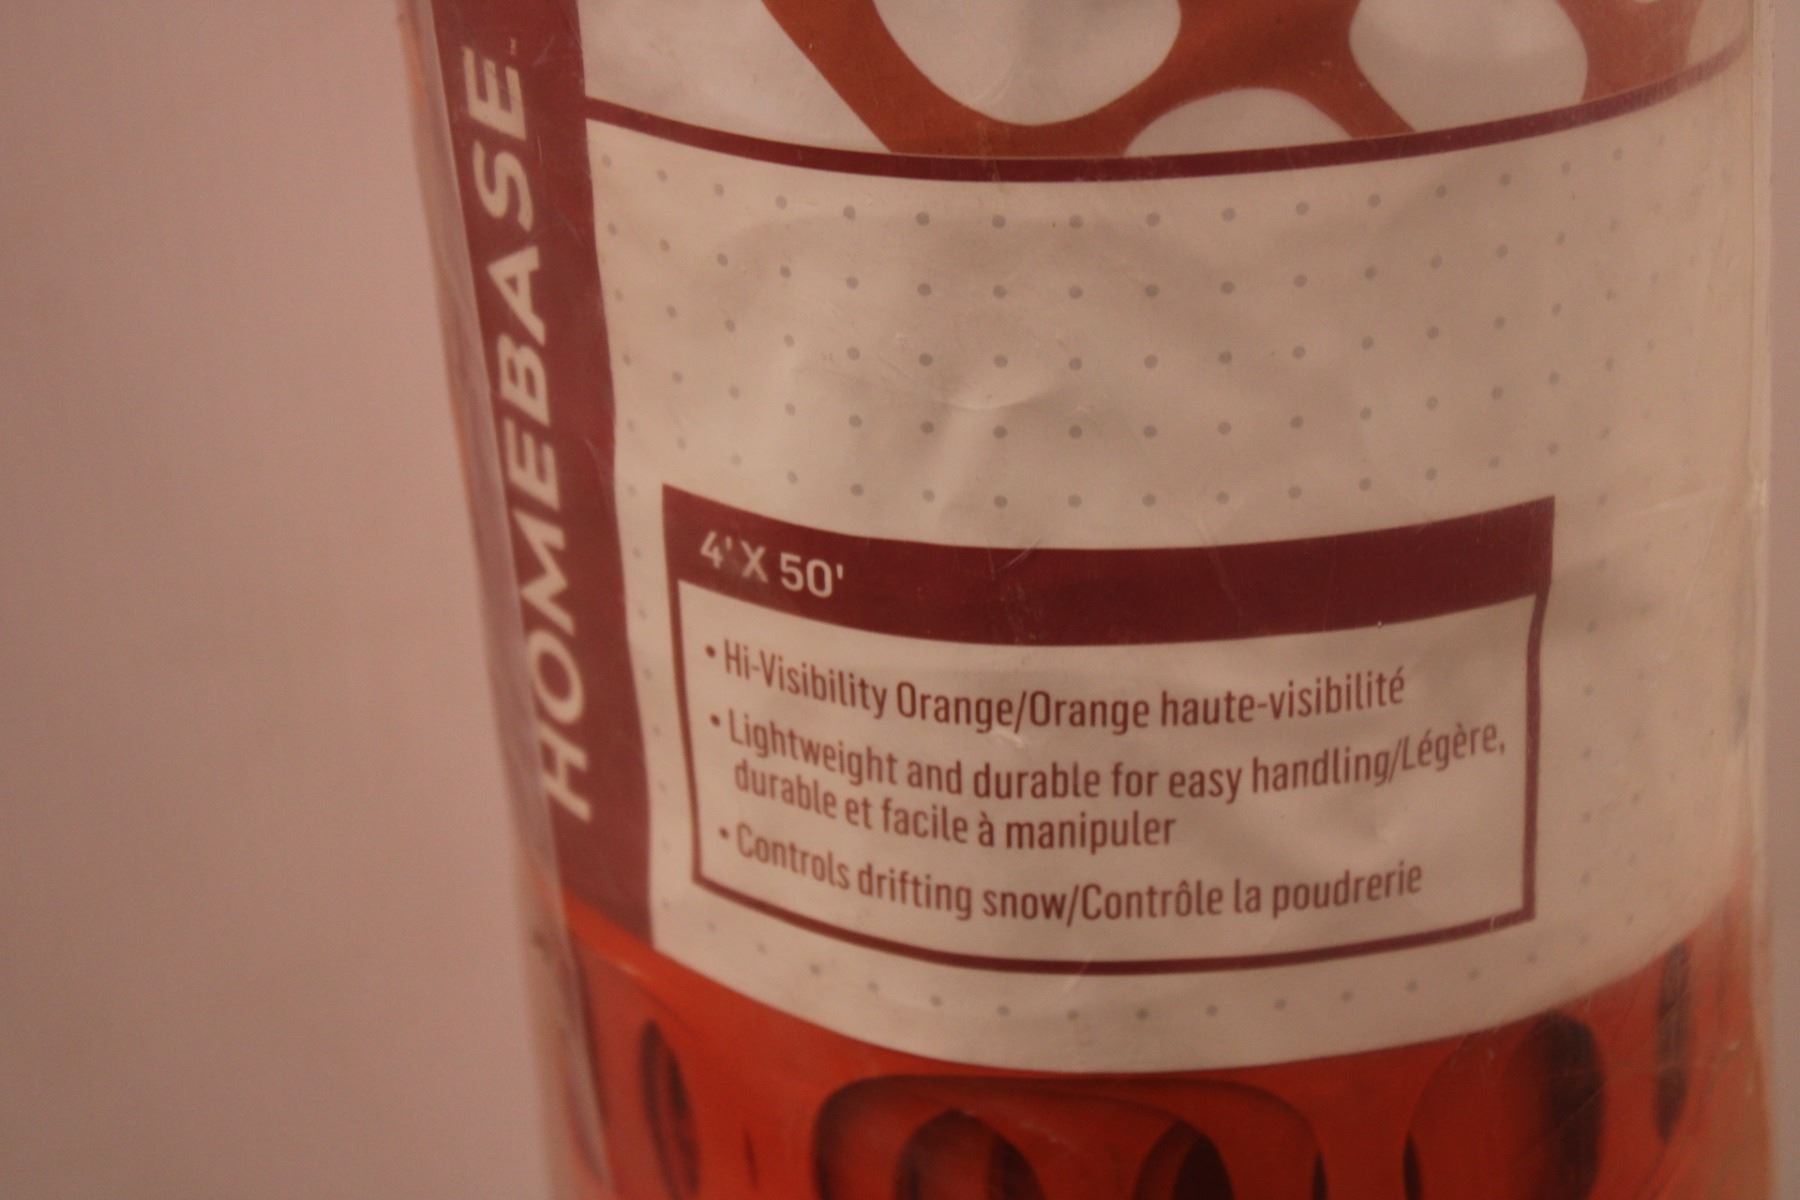 HOMEBASE™
4' X 50'
• Hi-Visibility Orange/Orange haute-visibilité
• Lightweight and durable for easy handling/Légère,
durable et facile à manipuler
• Controls drifting snow/Contrôle la poudrerie